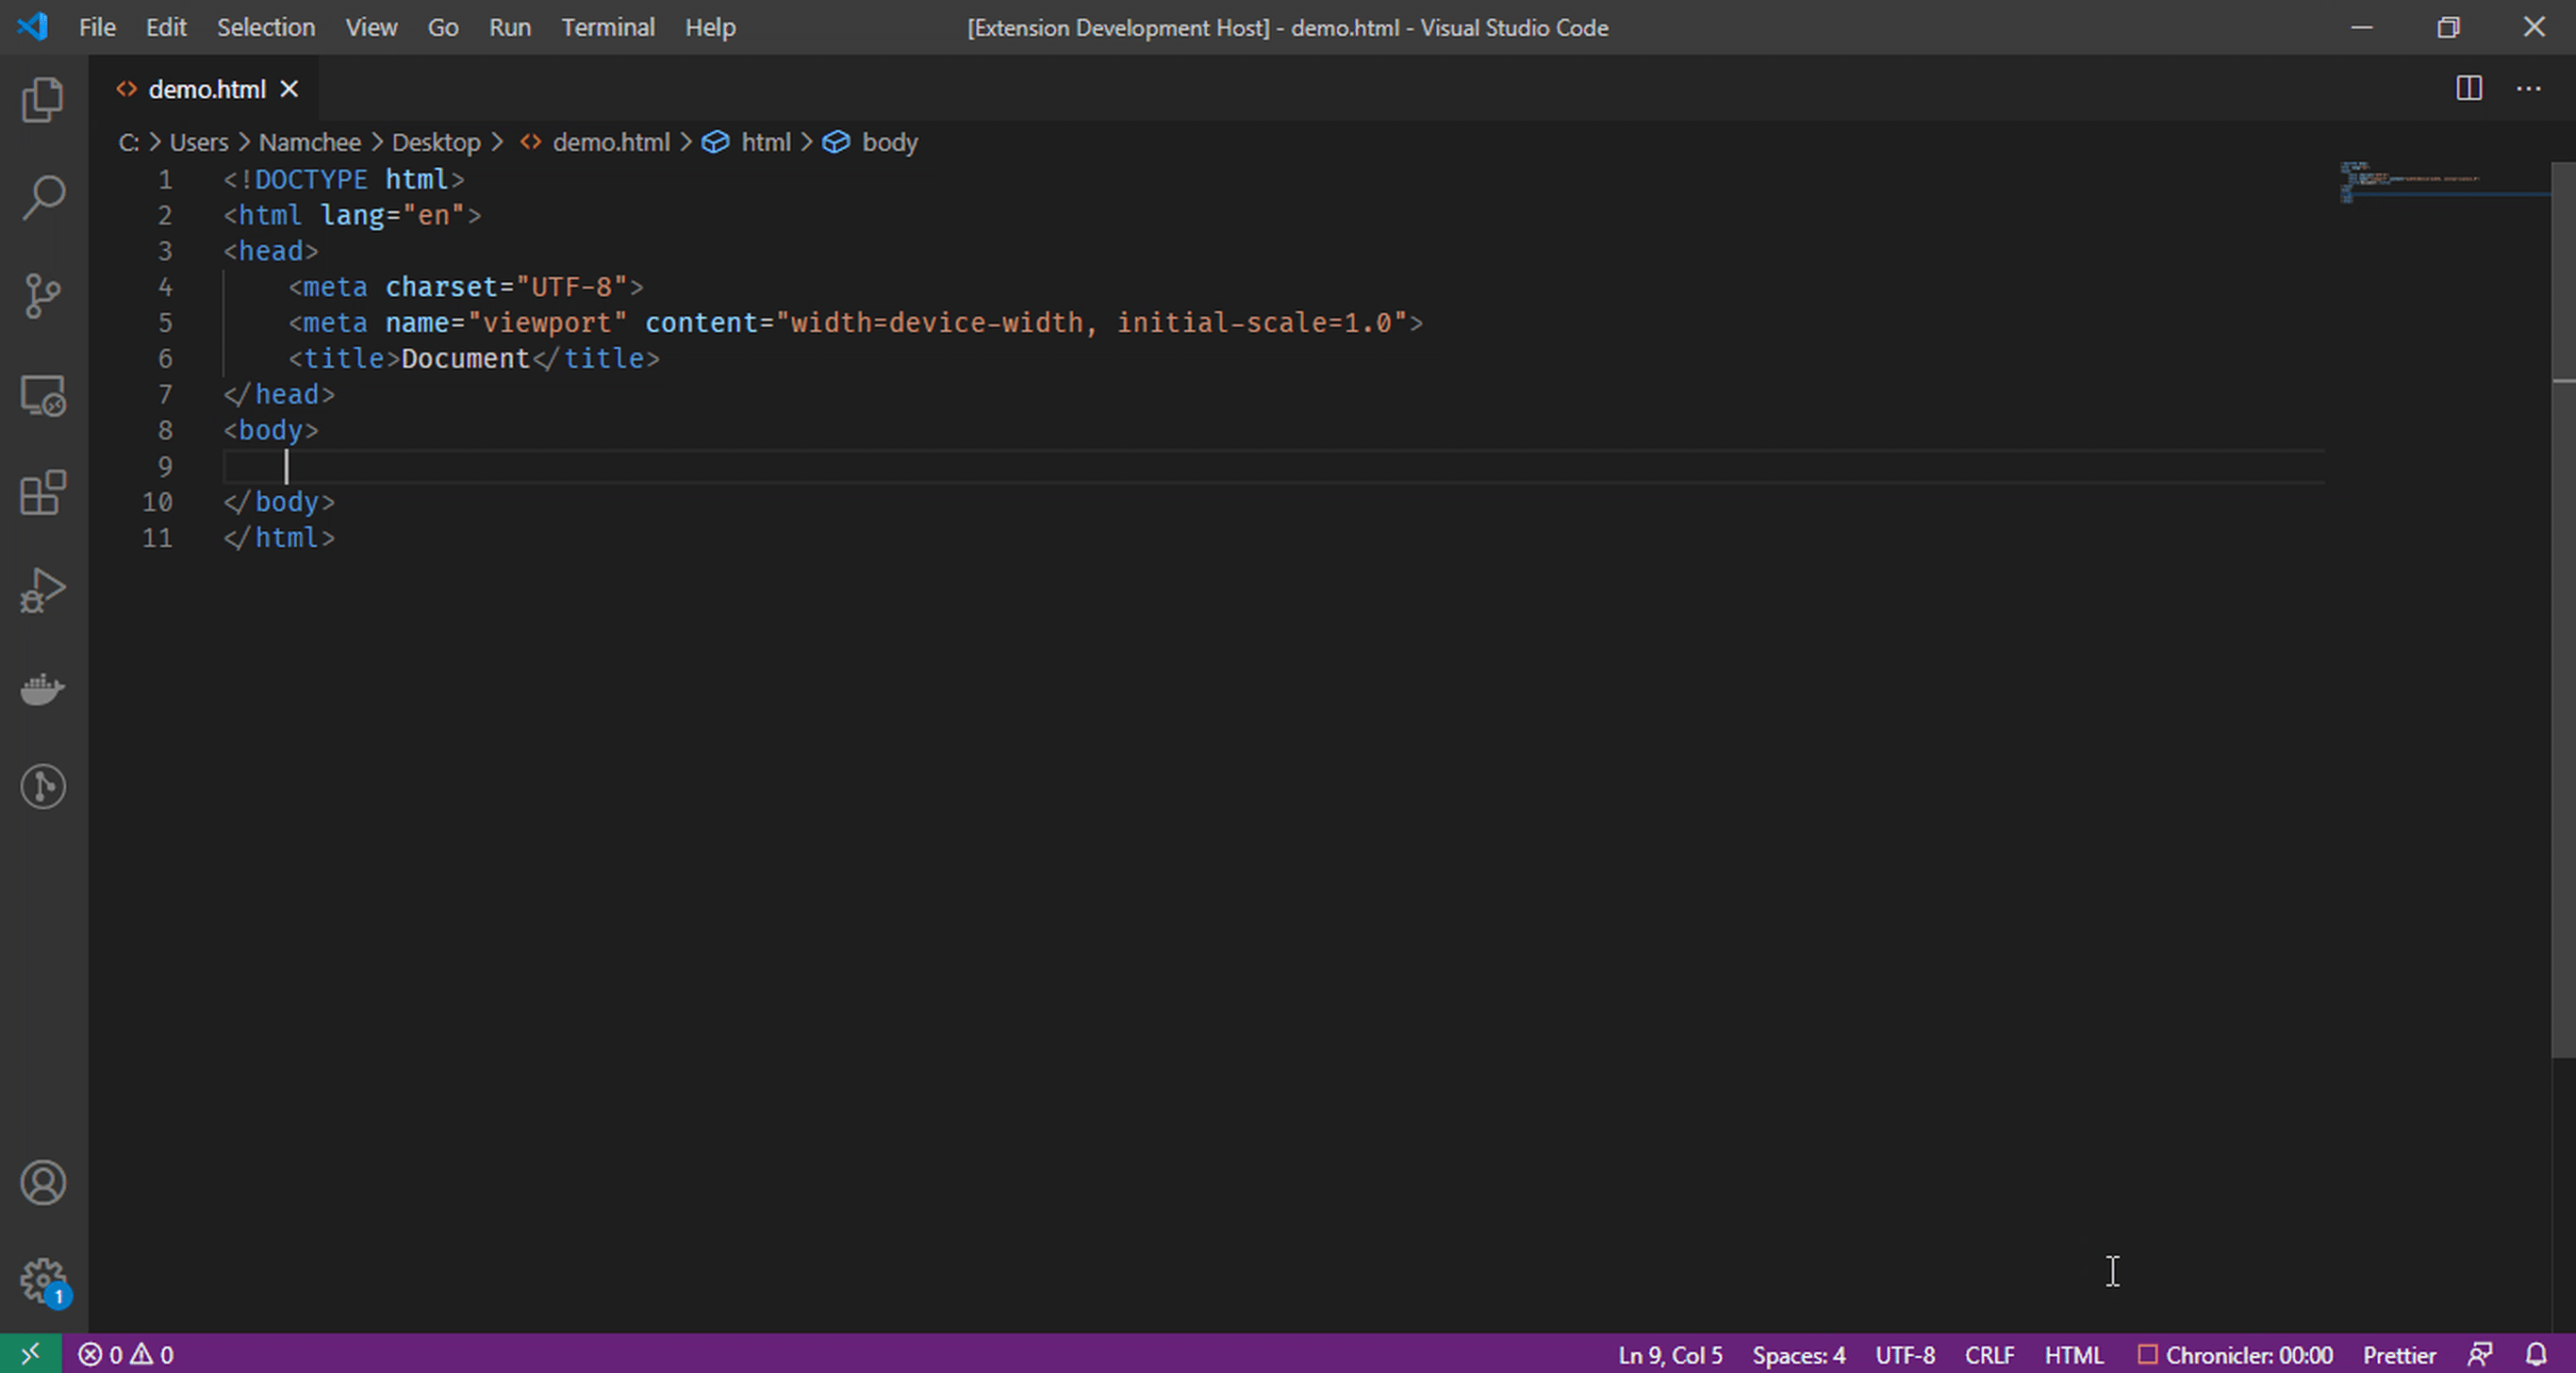 File Edit Selection View Go Run Terminal Help [Extension Development Host] - demo.html - Visual Studio Code
demo.html
C: > Users > Namchee > Desktop > demo.html > html > body
1 <!DOCTYPE html>
2 <html lang="en">
3 <head>
4     <meta charset="UTF-8">
5     <meta name="viewport" content="width=device-width, initial-scale=1.0">
6     <title>Document</title>
7 </head>
8 <body>
9
10 </body>
11 </html>
1
0 0 Ln 9, Col 5 Spaces: 4 UTF-8 CRLF HTML Chronicler: 00:00 Prettier